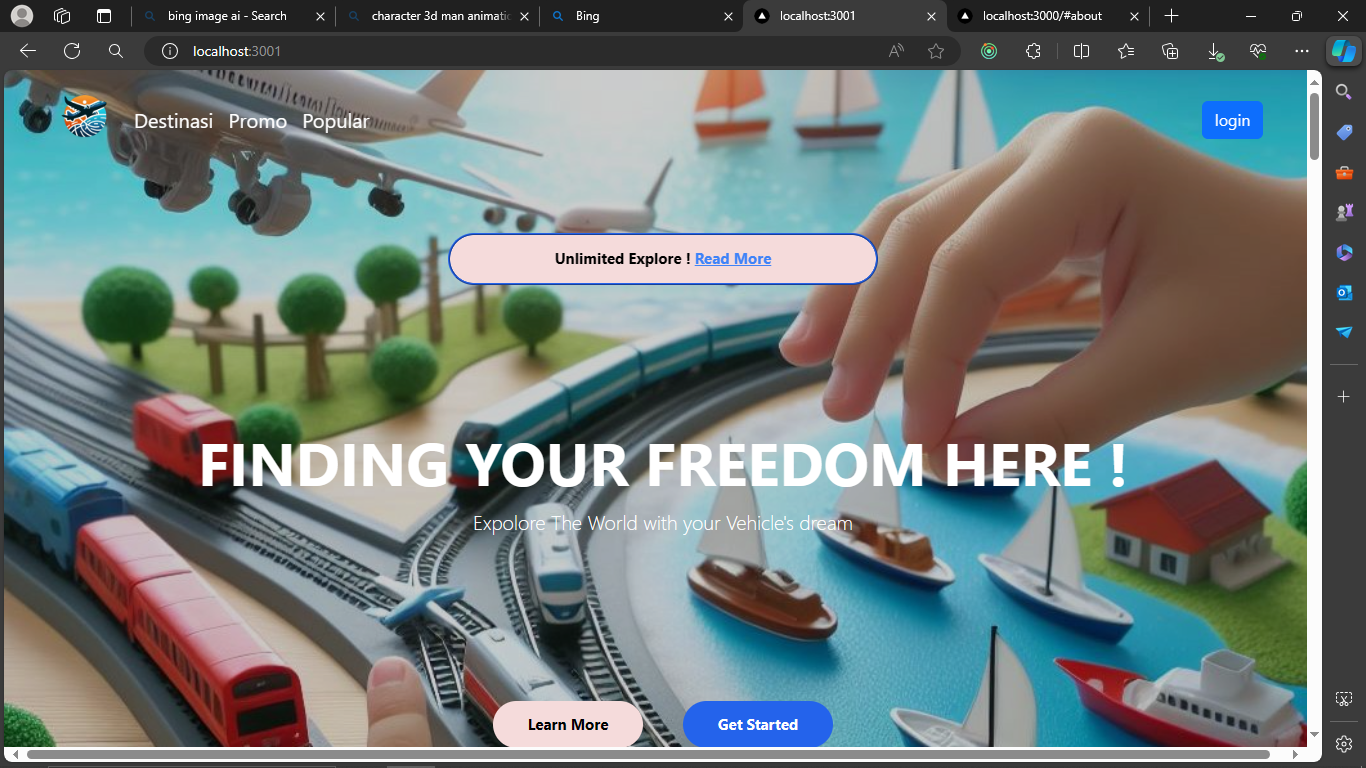 bing image ai - Search
character 3d man animatic
Bing
localhost:3001
localhost:3000/#about
localhost:3001
Destinasi Promo Popular
login
Unlimited Explore ! Read More
FINDING YOUR FREEDOM HERE !
Expolore The World with your Vehicle's dream
Learn More
Get Started